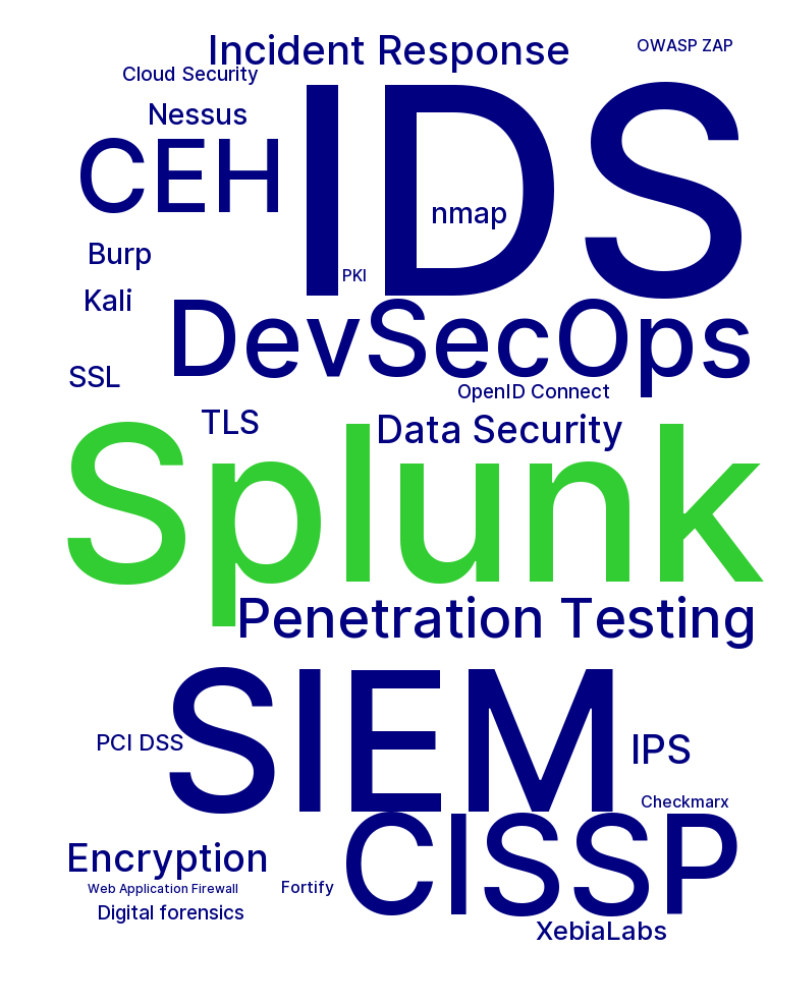 Incident Response
OWASP ZAP
Cloud Security
Nessus
IDS
CEH
nmap
Burp
PKI
Kali
DevSecOps
SSL
OpenID Connect
TLS
Data Security
Splunk
Penetration Testing
SIEM
PCI DSS
IPS
Checkmarx
CISSP
Encryption
Web Application Firewall
Fortify
Digital forensics
XebiaLabs